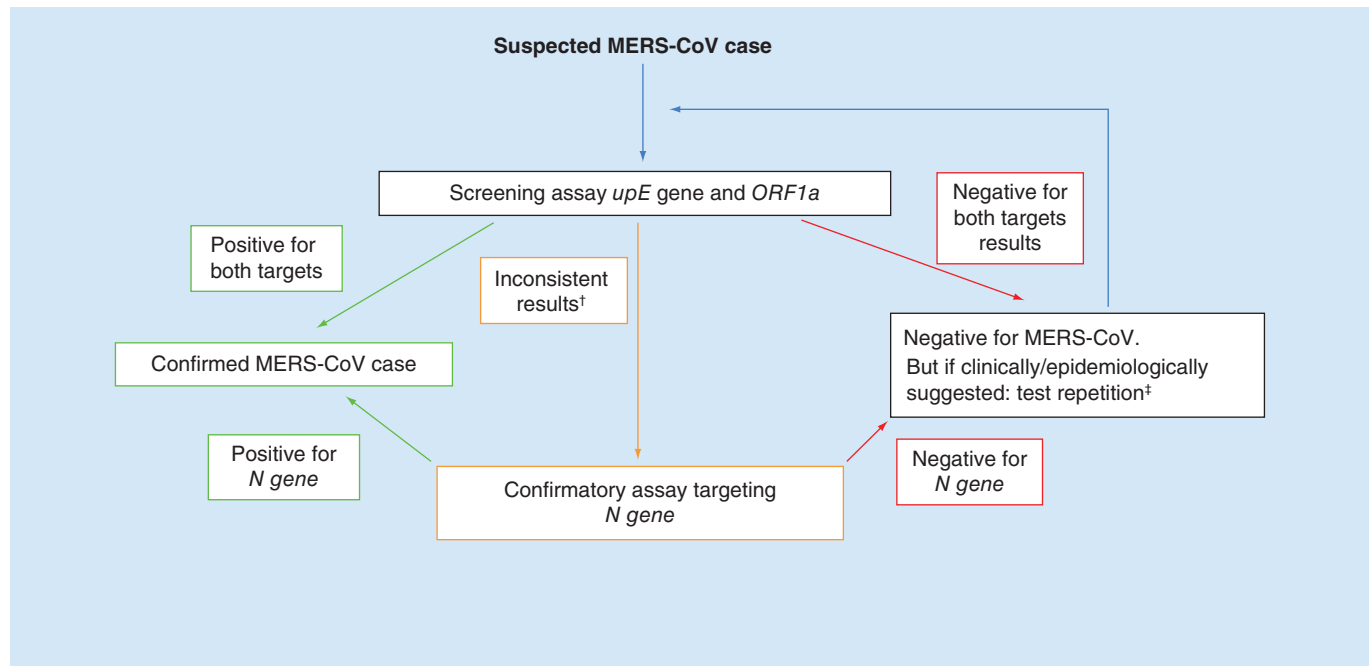 Suspected MERS-CoV case
Screening assay upE gene and ORF1a
Negative for
both targets
results
Positive for
both targets
Inconsistent
results†
Negative for MERS-CoV.
But if clinically/epidemiologically
suggested: test repetition‡
Confirmed MERS-CoV case
Positive for
N gene
Confirmatory assay targeting
N gene
Negative for
N gene